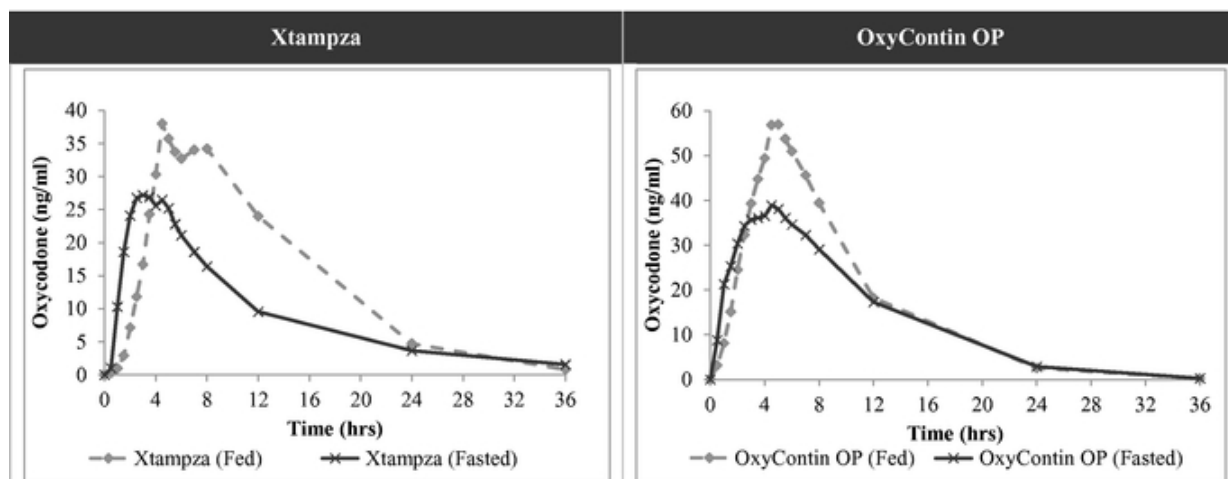 Xtampza
OxyContin OP
Oxycodone (ng/ml)
40
35
30
25
20
15
10
5
0
0 4 8 12 16 20 24 28 32 36
Time (hrs)
Xtampza (Fed) Xtampza (Fasted)
Oxycodone (ng/ml)
60
50
40
30
20
10
0
0 4 8 12 16 20 24 28 32 36
Time (hrs)
OxyContin OP (Fed) OxyContin OP (Fasted)